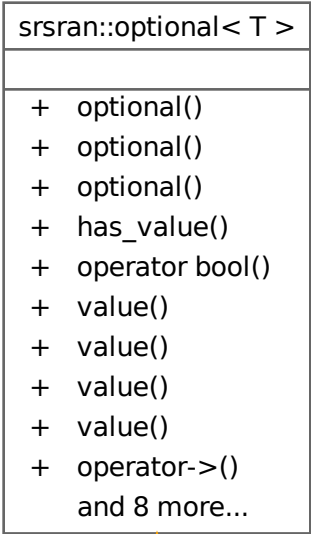 srsran::optional< T >
+ optional()
+ optional()
+ optional()
+ has_value()
+ operator bool()
+ value()
+ value()
+ value()
+ value()
+ operator->()
and 8 more...